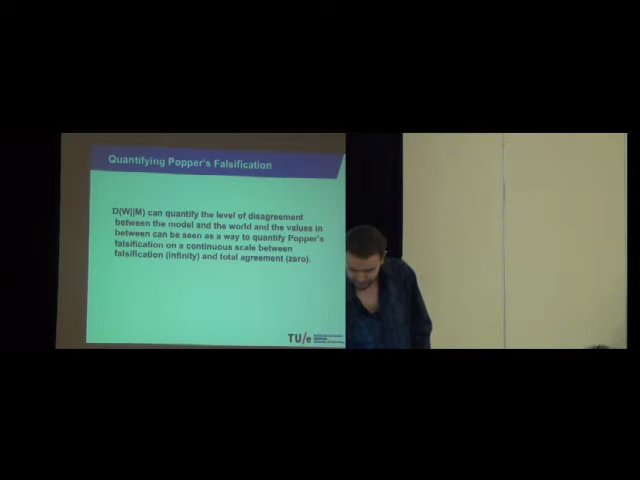 Quantifying Popper's Falsification
D(W||M) can quantify the level of disagreement
between the model and the world and the values in
between can be seen as a way to quantify Popper's
falsification on a continuous scale between
falsification (infinity) and total agreement (zero).
TU/e